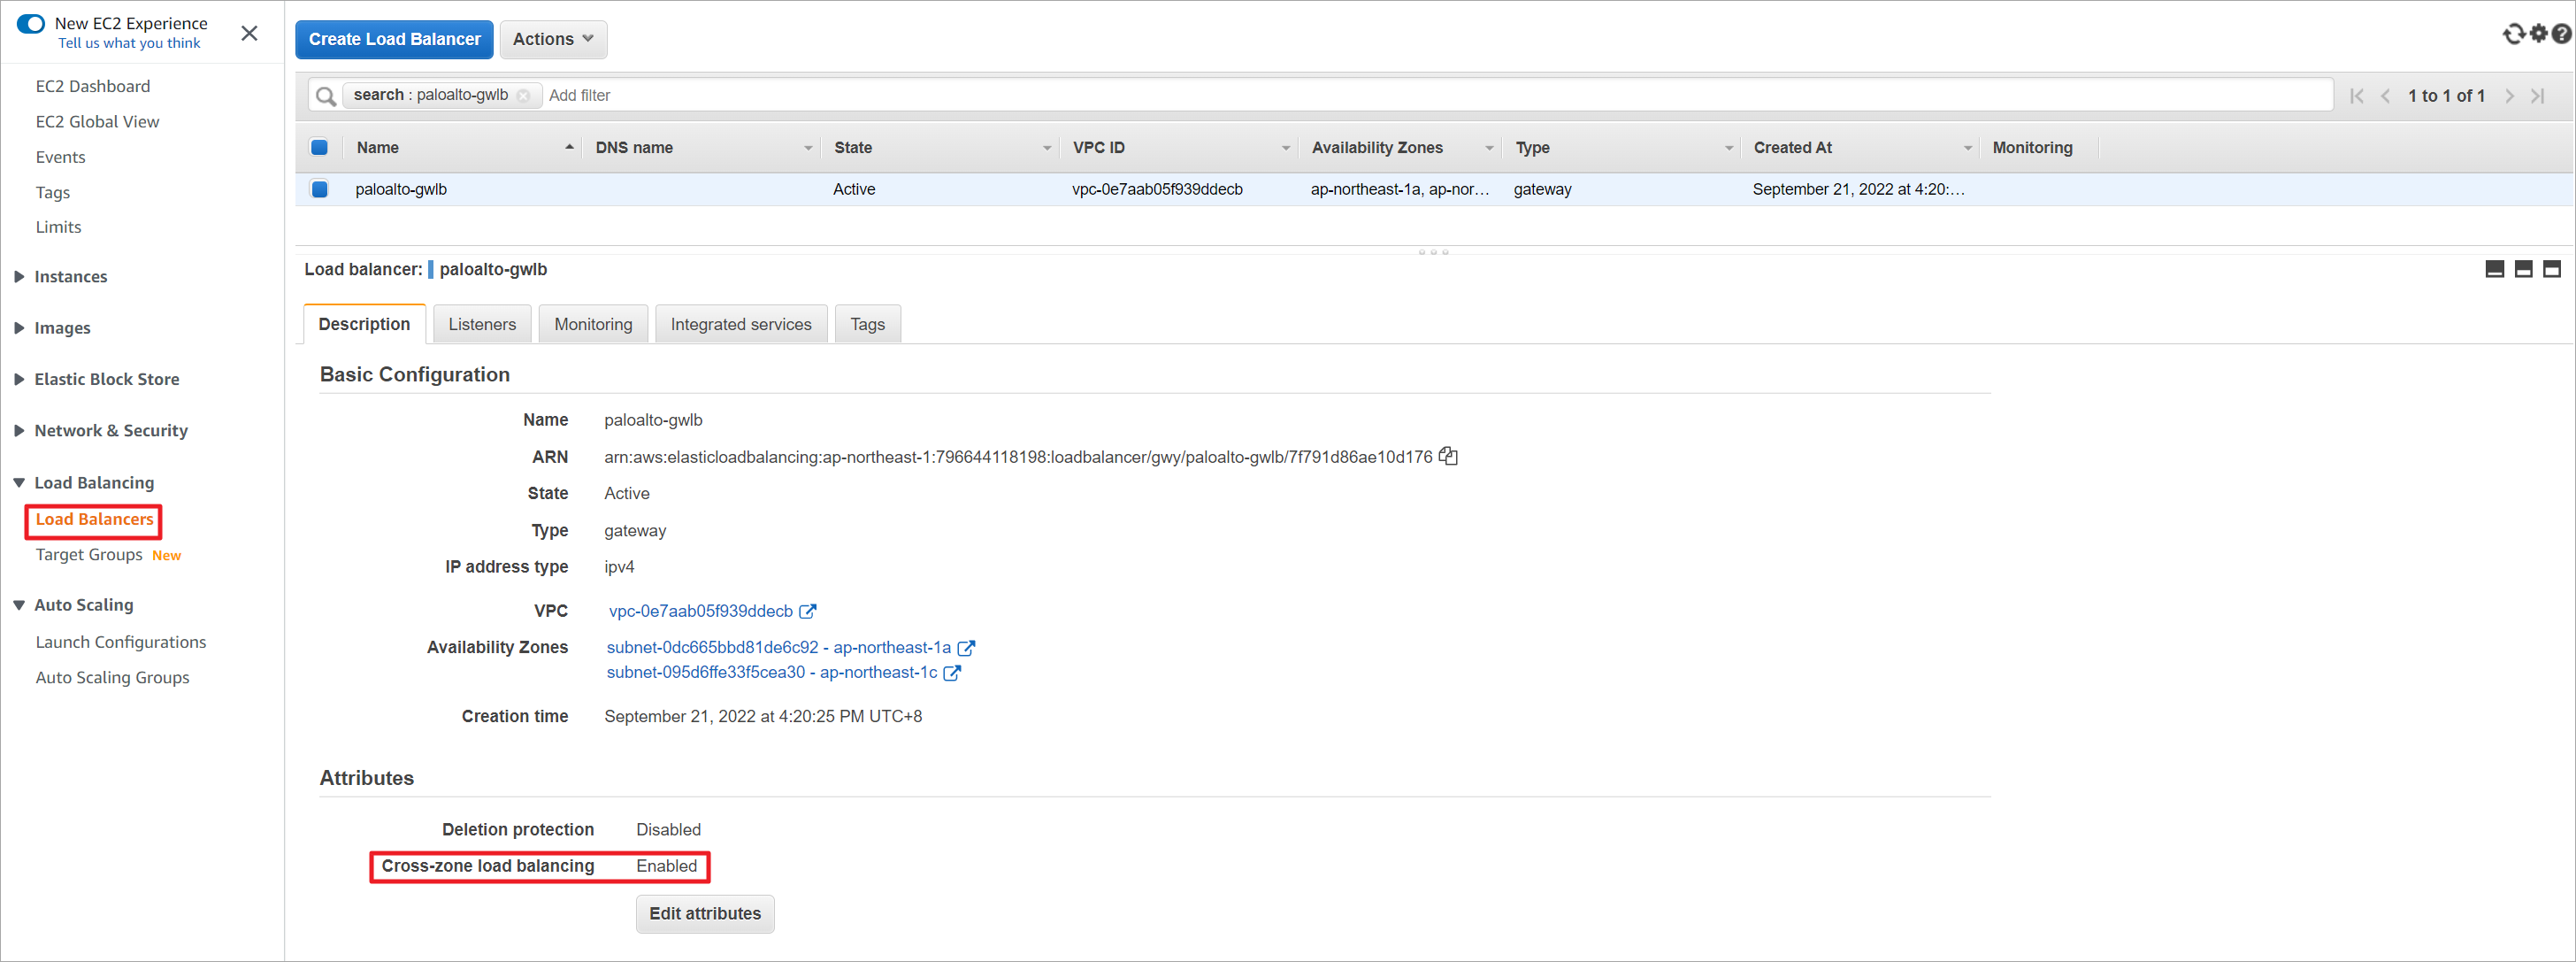 New EC2 Experience
Tell us what you think
EC2 Dashboard
EC2 Global View
Events
Tags
Limits
Instances
Images
Elastic Block Store
Network & Security
Load Balancing
Load Balancers
Target Groups New
Auto Scaling
Launch Configurations
Auto Scaling Groups
Create Load Balancer Actions
search : paloalto-gwlb Add filter 1 to 1 of 1
Name DNS name State VPC ID Availability Zones Type Created At Monitoring
paloalto-gwlb Active vpc-0e7aab05f939ddecb ap-northeast-1a, ap-nor... gateway September 21, 2022 at 4:20:...
Load balancer: paloalto-gwlb
Description Listeners Monitoring Integrated services Tags
Basic Configuration
Name paloalto-gwlb
ARN arn:aws:elasticloadbalancing:ap-northeast-1:796644118198:loadbalancer/gwy/paloalto-gwlb/7f791d86ae10d176
State Active
Type gateway
IP address type ipv4
VPC vpc-0e7aab05f939ddecb
Availability Zones subnet-0dc665bbd81de6c92 - ap-northeast-1a
subnet-095d6ffe33f5cea30 - ap-northeast-1c
Creation time September 21, 2022 at 4:20:25 PM UTC+8
Attributes
Deletion protection Disabled
Cross-zone load balancing Enabled
Edit attributes